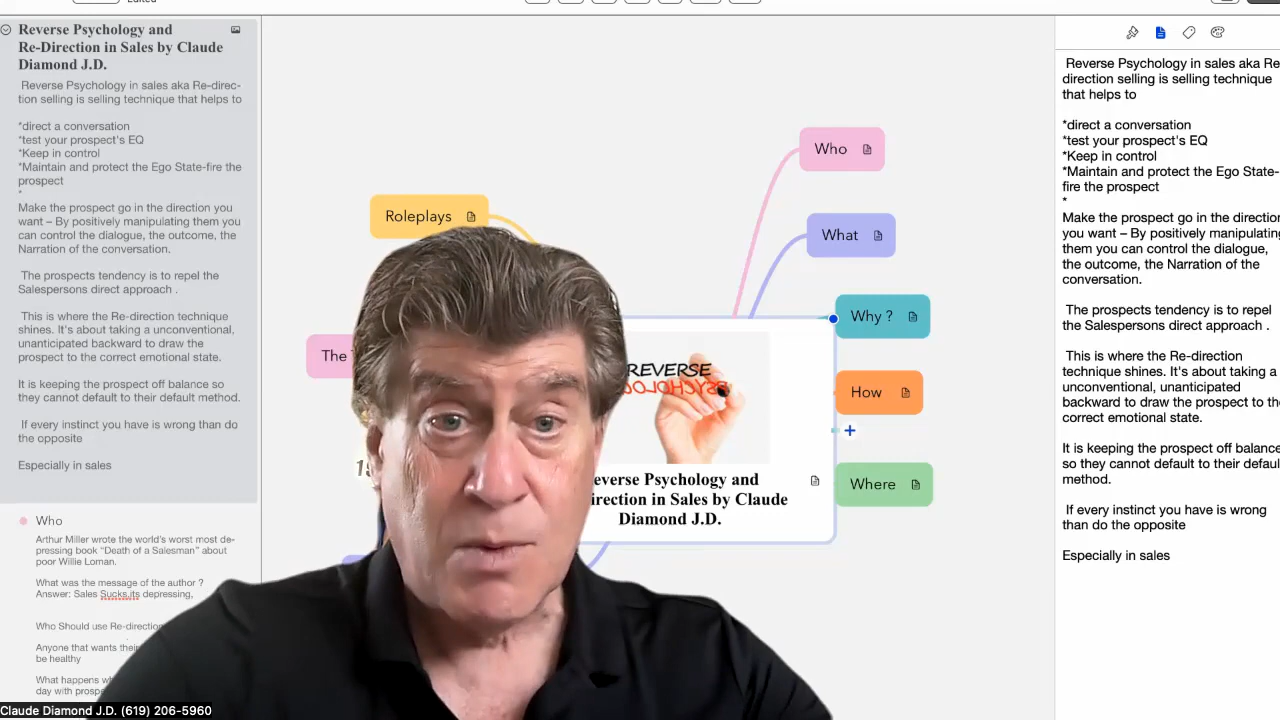 Edited
Reverse Psychology and
Re-Direction in Sales by Claude
Diamond J.D.
Reverse Psychology in sales aka Re-direc-
tion selling is selling technique that helps to
*direct a conversation
*test your prospect's EQ
*Keep in control
*Maintain and protect the Ego State-fire the
prospect
*
Make the prospect go in the direction you
want – By positively manipulating them you
can control the dialogue, the outcome, the
Narration of the conversation.
The prospects tendency is to repel the
Salespersons direct approach .
This is where the Re-direction technique
shines. It's about taking a unconventional,
unanticipated backward to draw the
prospect to the correct emotional state.
It is keeping the prospect off balance so
they cannot default to their default method.
If every instinct you have is wrong than do
the opposite
Especially in sales
Who
Arthur Miller wrote the world's worst most de-
pressing book “Death of a Salesman” about
poor Willie Loman.
What was the message of the author ?
Answer: Sales Sucks,its depressing,
Who Should use Re-direction
Anyone that wants their
be healthy
What happens
day with
Claude Diamond J.D. (619) 206-5960
Roleplays
The
Who
What
Why ?
How
Where
REVERSE
PSYCHOLOG
everse Psychology and
irection in Sales by Claude
Diamond J.D.
Reverse Psychology in sales aka Re-
direction selling is selling technique
that helps to
*direct a conversation
*test your prospect's EQ
*Keep in control
*Maintain and protect the Ego State-
fire the prospect
*
Make the prospect go in the direction
you want – By positively manipulating
them you can control the dialogue,
the outcome, the Narration of the
conversation.
The prospects tendency is to repel
the Salespersons direct approach .
This is where the Re-direction
technique shines. It's about taking a
unconventional, unanticipated
backward to draw the prospect to the
correct emotional state.
It is keeping the prospect off balance
so they cannot default to their default
method.
If every instinct you have is wrong
than do the opposite
Especially in sales